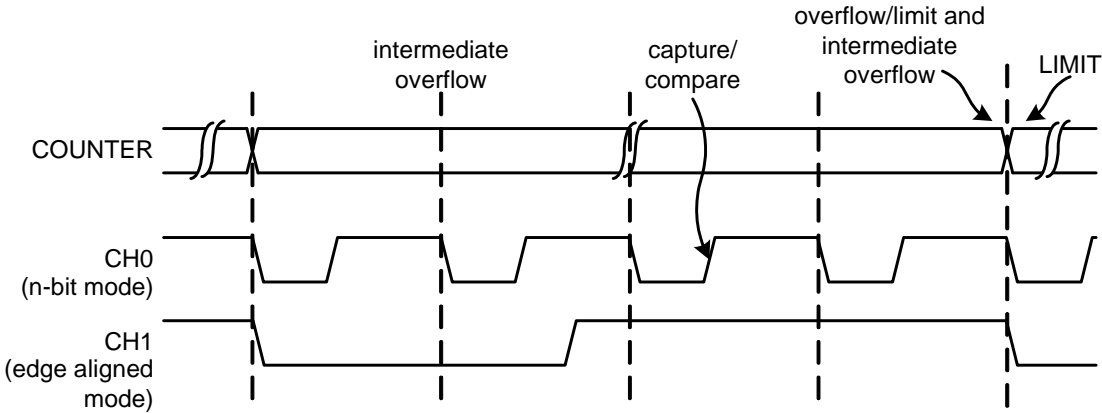 overflow/limit and
intermediate
overflow
intermediate
overflow
capture/
compare
LIMIT
COUNTER
CH0
(n-bit mode)
CH1
(edge aligned
mode)